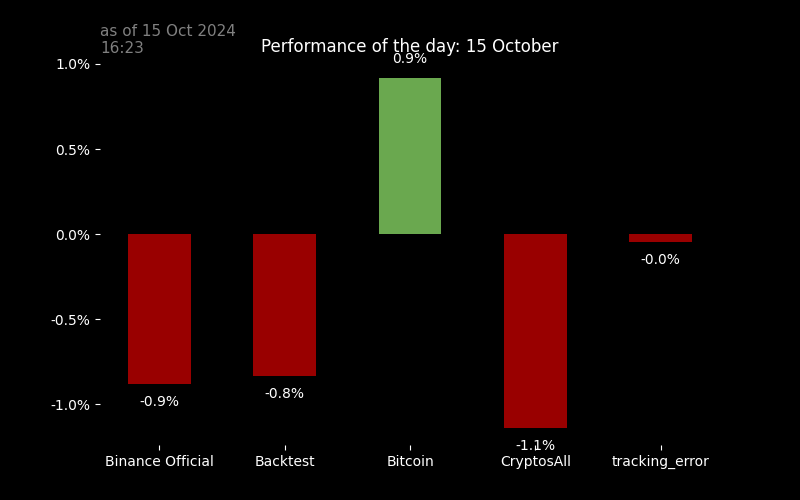 as of 15 Oct 2024
16:23
Performance of the day: 15 October
1.0%
0.5%
0.0%
-0.5%
-1.0%
-0.9%
-0.8%
0.9%
-1.1%
-0.0%
Binance Official
Backtest
Bitcoin
CryptosAll
tracking_error